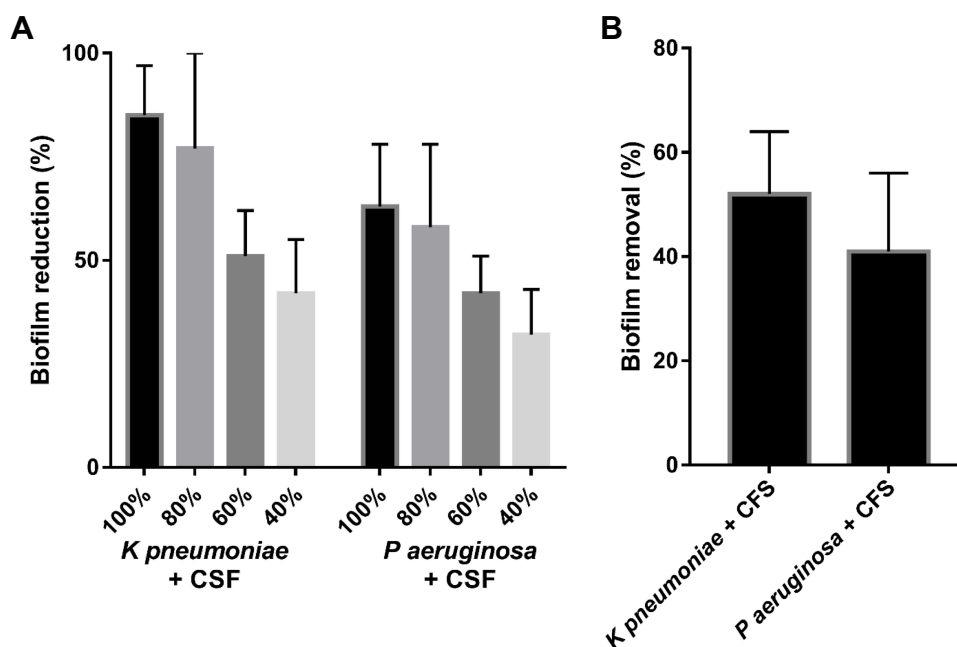 A
Biofilm reduction (%)
100
50
0
100%
80%
60%
40%
100%
80%
60%
40%
K pneumoniae
+ CSF
P aeruginosa
+ CSF
B
Biofilm removal (%)
80
60
40
20
0
K pneumoniae + CFS
P aeruginosa + CFS